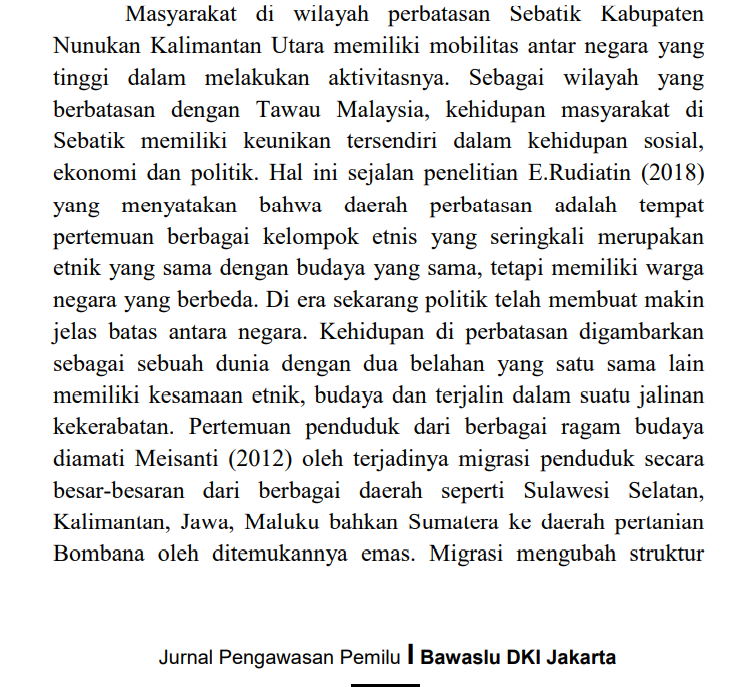 Masyarakat di wilayah perbatasan Sebatik Kabupaten
Nunukan Kalimantan Utara memiliki mobilitas antar negara yang
tinggi dalam melakukan aktivitasnya. Sebagai wilayah yang
berbatasan dengan Tawau Malaysia, kehidupan masyarakat di
Sebatik memiliki keunikan tersendiri dalam kehidupan sosial,
ekonomi dan politik. Hal ini sejalan penelitian E.Rudiatin (2018)
yang menyatakan bahwa daerah perbatasan adalah tempat
pertemuan berbagai kelompok etnis yang seringkali merupakan
etnik yang sama dengan budaya yang sama, tetapi memiliki warga
negara yang berbeda. Di era sekarang politik telah membuat makin
jelas batas antara negara. Kehidupan di perbatasan digambarkan
sebagai sebuah dunia dengan dua belahan yang satu sama lain
memiliki kesamaan etnik, budaya dan terjalin dalam suatu jalinan
kekerabatan. Pertemuan penduduk dari berbagai ragam budaya
diamati Meisanti (2012) oleh terjadinya migrasi penduduk secara
besar-besaran dari berbagai daerah seperti Sulawesi Selatan,
Kalimantan, Jawa, Maluku bahkan Sumatera ke daerah pertanian
Bombana oleh ditemukannya emas. Migrasi mengubah struktur
Jurnal Pengawasan Pemilu | Bawaslu DKI Jakarta